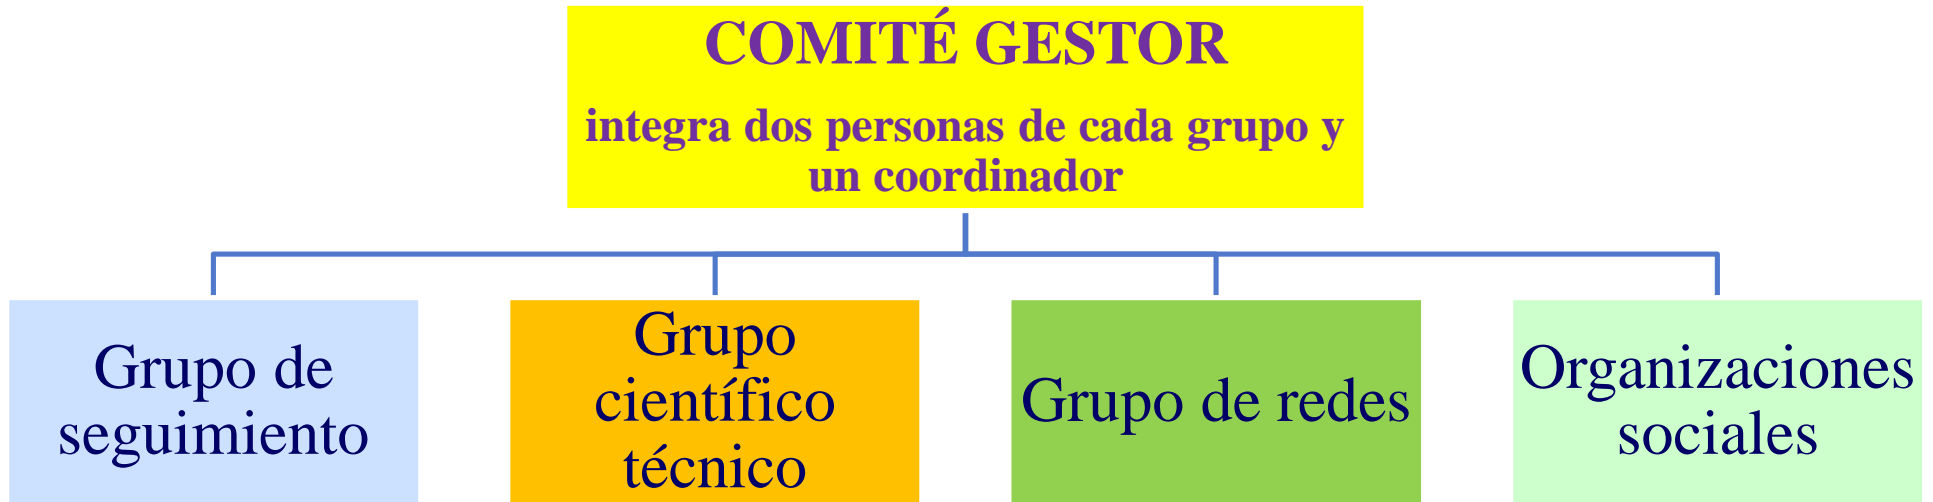 COMITÉ GESTOR
integra dos personas de cada grupo y
un coordinador
Grupo de
seguimiento
Grupo
científico
técnico
Grupo de redes
Organizaciones
sociales